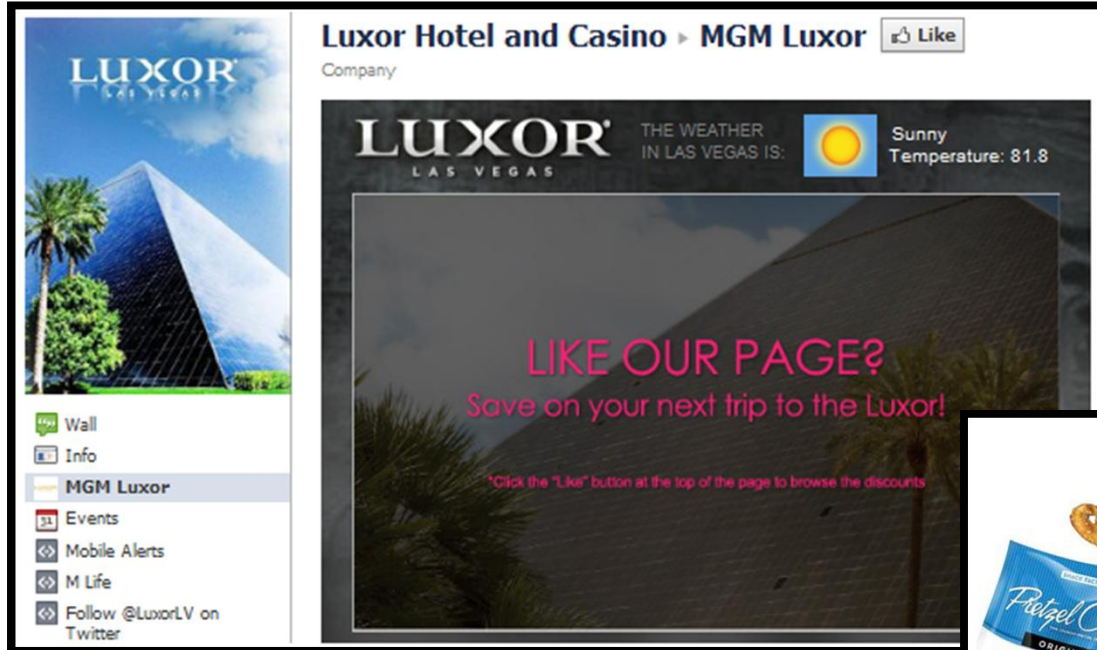 LUXOR
LAS VEGAS
Wall
Info
MGM Luxor
31 Events
Mobile Alerts
M Life
Follow @LuxorLV on
Twitter
Luxor Hotel and Casino ▸ MGM Luxor Like
Company
LUXOR
LAS VEGAS
THE WEATHER
IN LAS VEGAS IS:
Sunny
Temperature: 81.8
LIKE OUR PAGE?
Save on your next trip to the Luxor!
*Click the "Like" button at the top of the page to browse the discounts
Pretzel